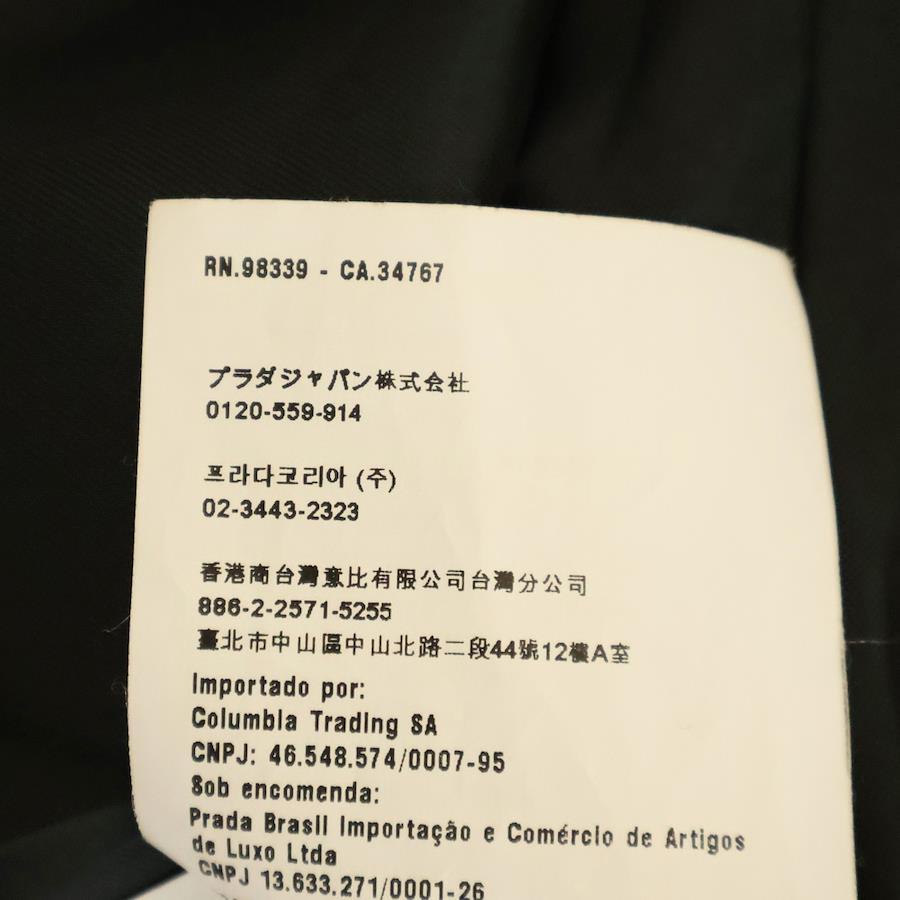 RN.98339 - CA.34767
プラダジャパン株式会社
0120-559-914
프라다코리아 (주)
02-3443-2323
香港商台灣意比有限公司台灣分公司
886-2-2571-5255
臺北市中山區中山北路二段44號12樓A室
Importado por:
Columbia Trading SA
CNPJ: 46.548.574/0007-95
Sob encomenda:
Prada Brasil Importação e Comércio de Artigos
de Luxo Ltda
CNPJ 13.633.271/0001-26